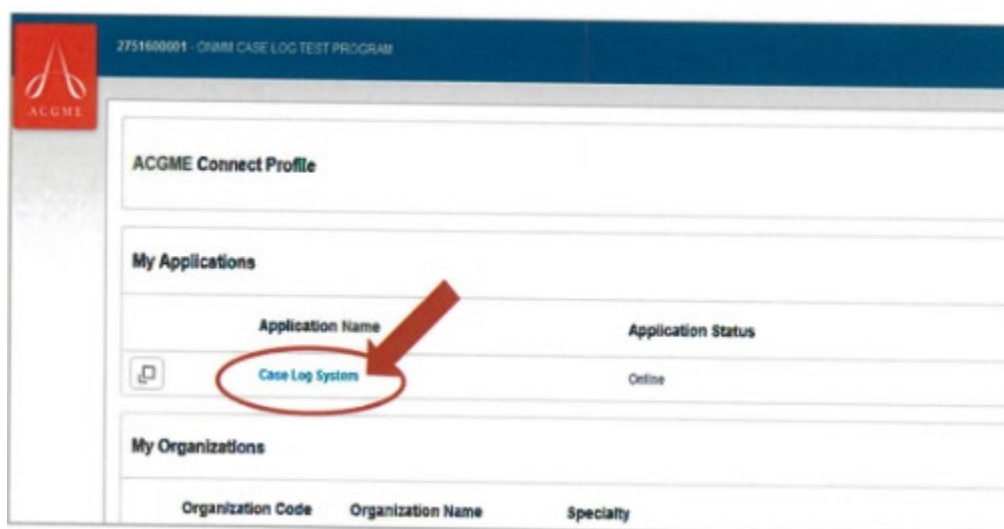 2751600001 - ONMM CASE LOG TEST PROGRAM
ACGME
ACGME Connect Profile
My Applications
Application Name Application Status
Case Log System Online
My Organizations
Organization Code Organization Name Specialty